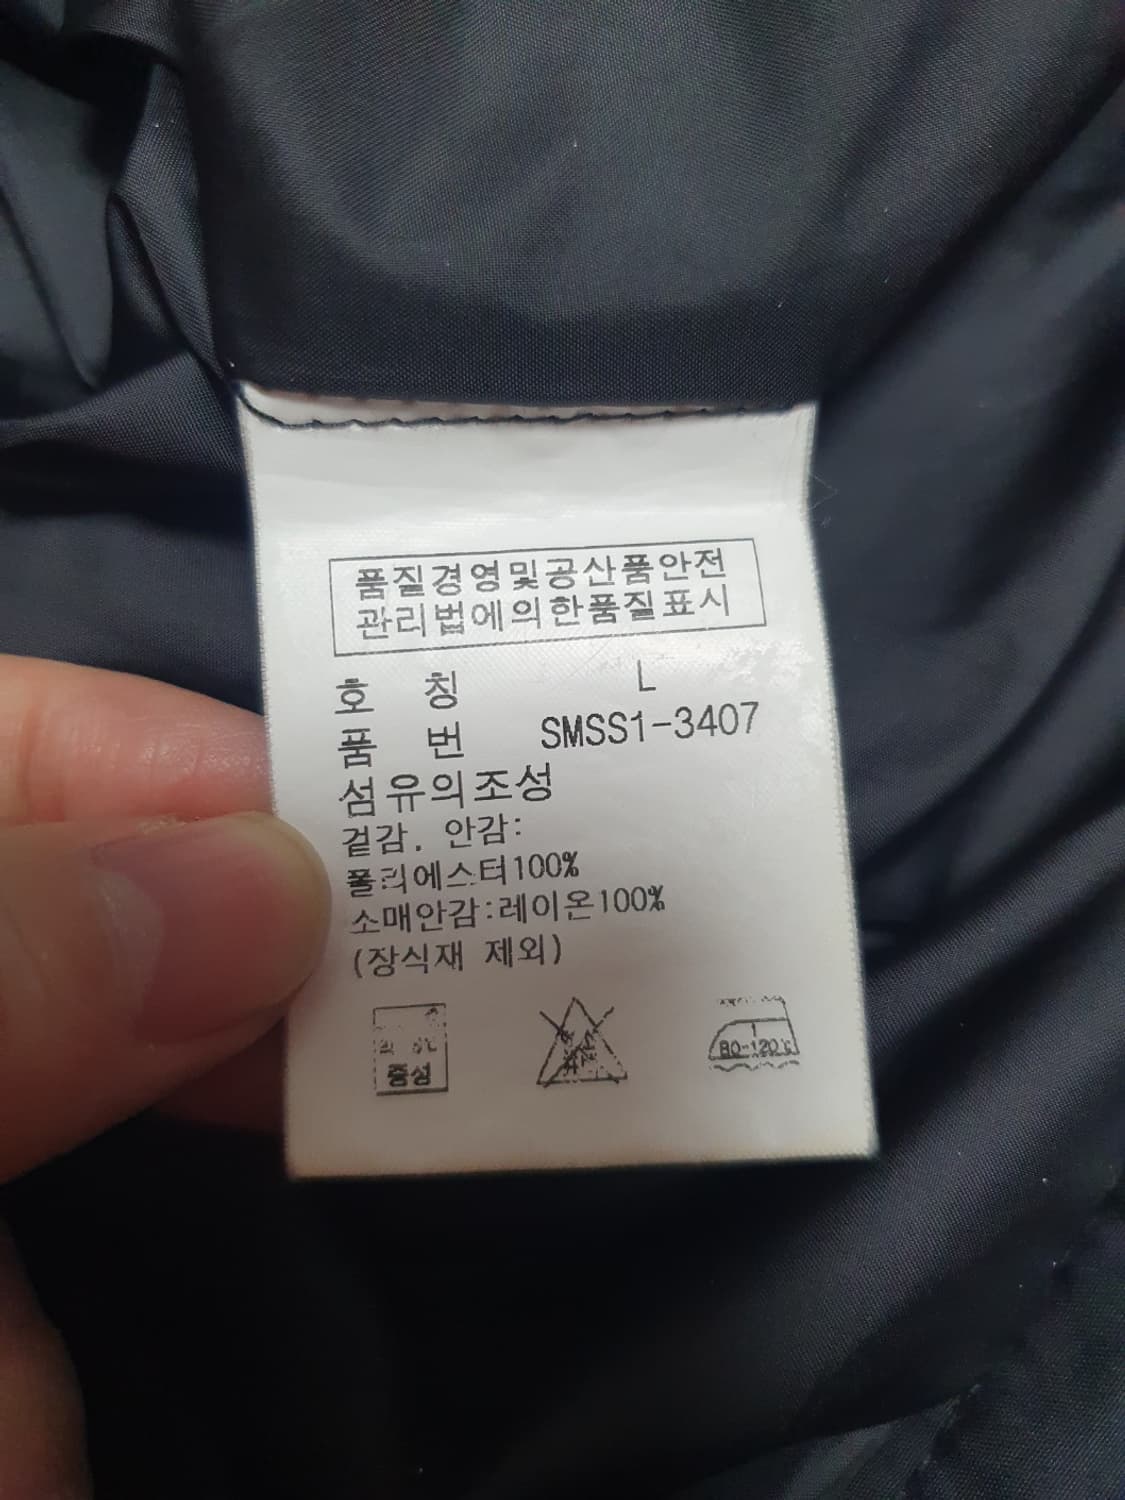 품질경영및공산품안전
관리법에의한품질표시
호 칭 L
품 번 SMSS1-3407
섬유의조성
겉감, 안감:
폴리에스터100%
소매안감:레이온100%
(장식재 제외)
중성
80-120℃